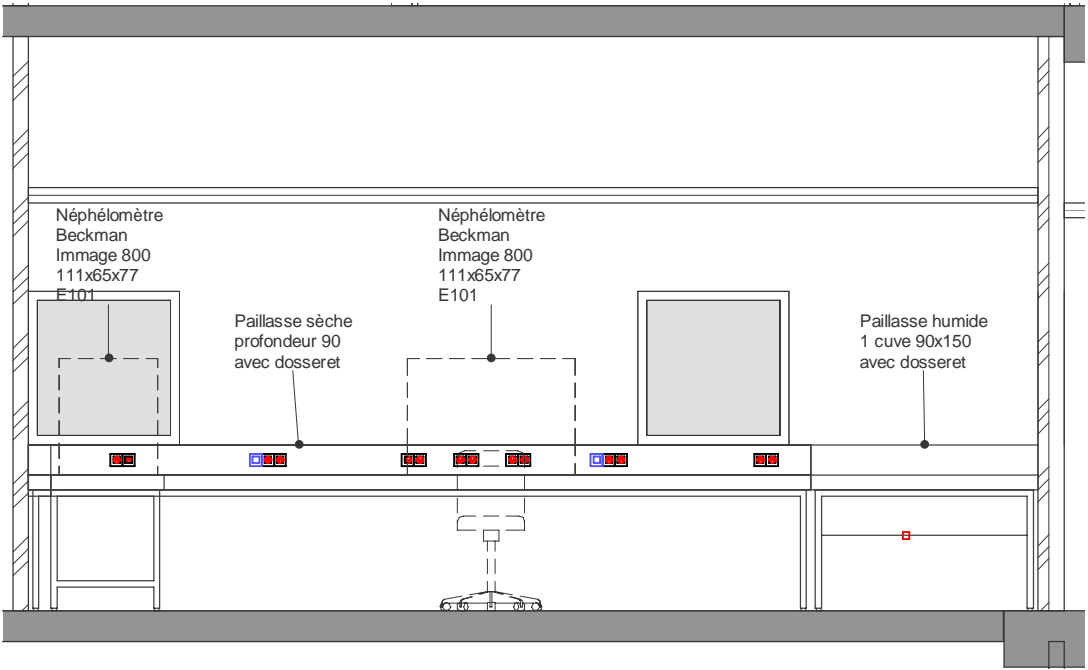 Néphélomètre
Beckman
Immage 800
111x65x77
E101
Néphélomètre
Beckman
Immage 800
111x65x77
E101
Paillasse sèche
profondeur 90
avec dosseret
Paillasse humide
1 cuve 90x150
avec dosseret